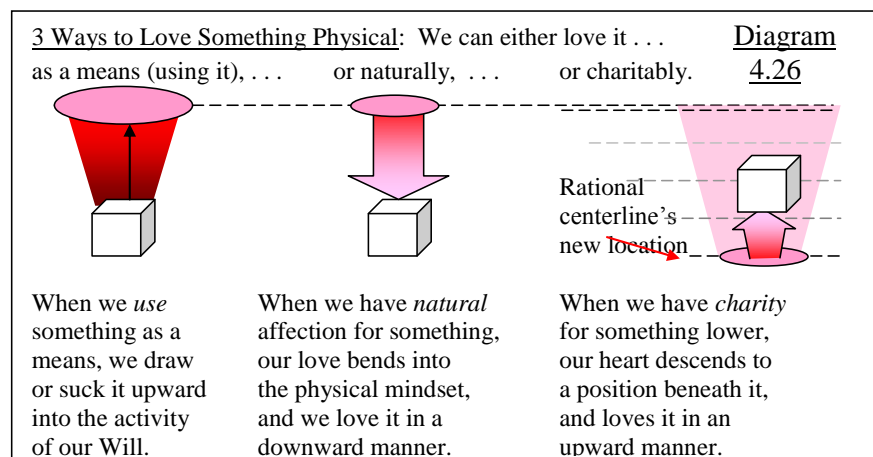 3 Ways to Love Something Physical: We can either love it . . . Diagram
as a means (using it), . . . or naturally, . . . or charitably. 4.26
Rational
centerline's
new location
When we use
something as a
means, we draw
or suck it upward
into the activity
of our Will.
When we have natural
affection for something,
our love bends into
the physical mindset,
and we love it in a
downward manner.
When we have charity
for something lower,
our heart descends to
a position beneath it,
and loves it in an
upward manner.